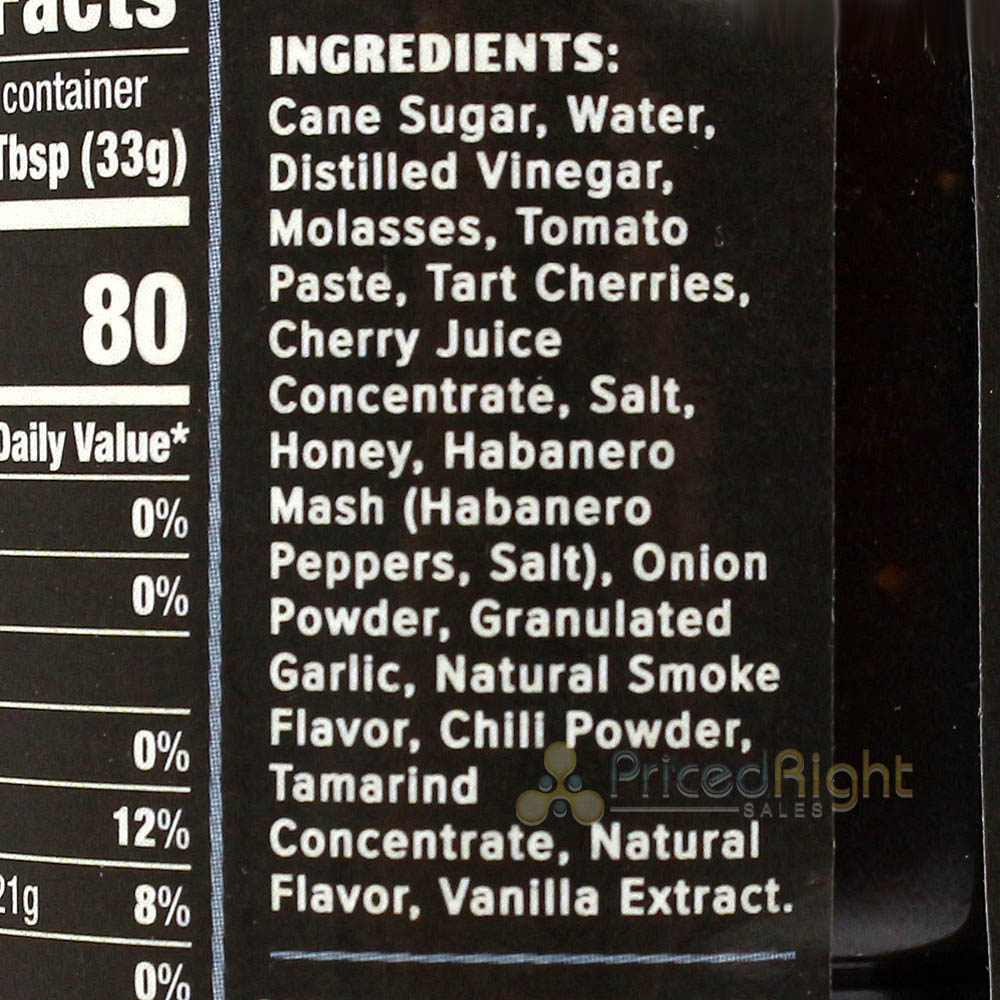 Facts
container
Tbsp (33g)
80
Daily Value*
0%
0%
0%
12%
21g 8%
0%
INGREDIENTS:
Cane Sugar, Water,
Distilled Vinegar,
Molasses, Tomato
Paste, Tart Cherries,
Cherry Juice
Concentrate, Salt,
Honey, Habanero
Mash (Habanero
Peppers, Salt), Onion
Powder, Granulated
Garlic, Natural Smoke
Flavor, Chili Powder,
Tamarind
Concentrate, Natural
Flavor, Vanilla Extract.
PricedRight
SALES